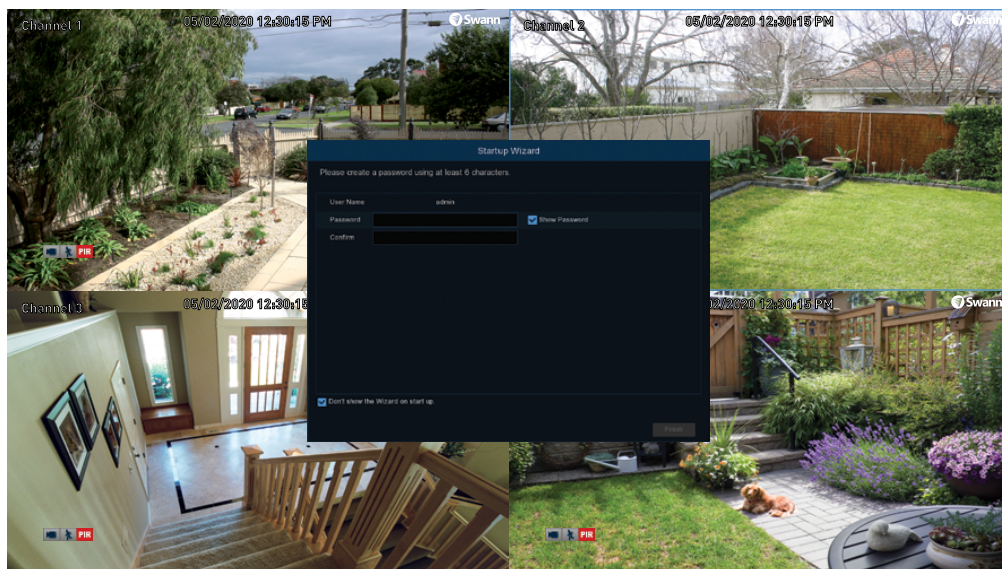 Channel 1
05/02/2020 12:30:15 PM
Swann
Channel 2
05/02/2020 12:30:15 PM
Swann
Startup Wizard
Please create a password using at least 6 characters.
User Name admin
Password Show Password
Confirm
PIR
Channel 3
05/02/2020 12:30:15
02/2020 12:30:15 PM
Swann
Don't show the Wizard on start up.
Finish
PIR
PIR